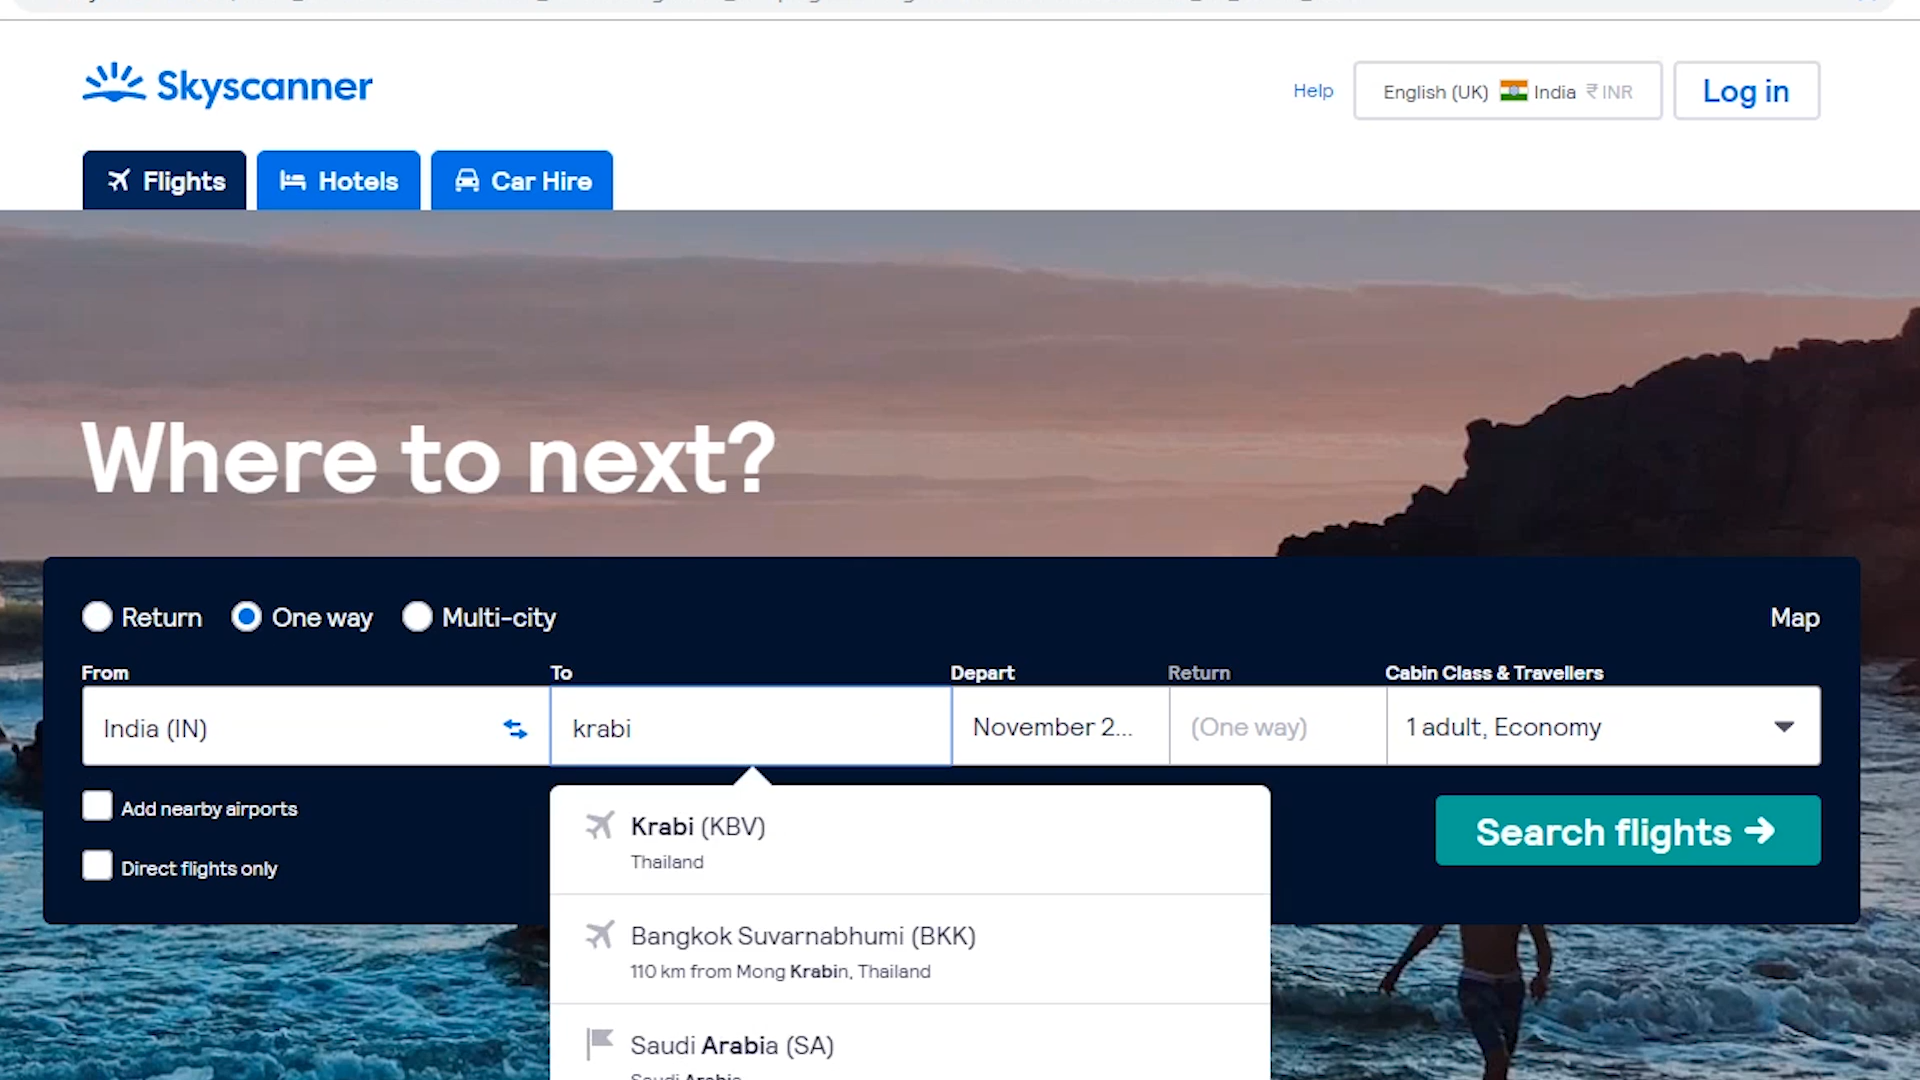 Skyscanner
Help
English (UK) India ₹ INR
Log in
Flights
Hotels
Car Hire
Where to next?
Return
One way
Multi-city
Map
From
To
Depart
Return
Cabin Class & Travellers
India (IN)
krabi
November 2...
(One way)
1 adult, Economy
Add nearby airports
Direct flights only
Search flights
Krabi (KBV)
Thailand
Bangkok Suvarnabhumi (BKK)
110 km from Mong Krabin, Thailand
Saudi Arabia (SA)
Saudi Arabia